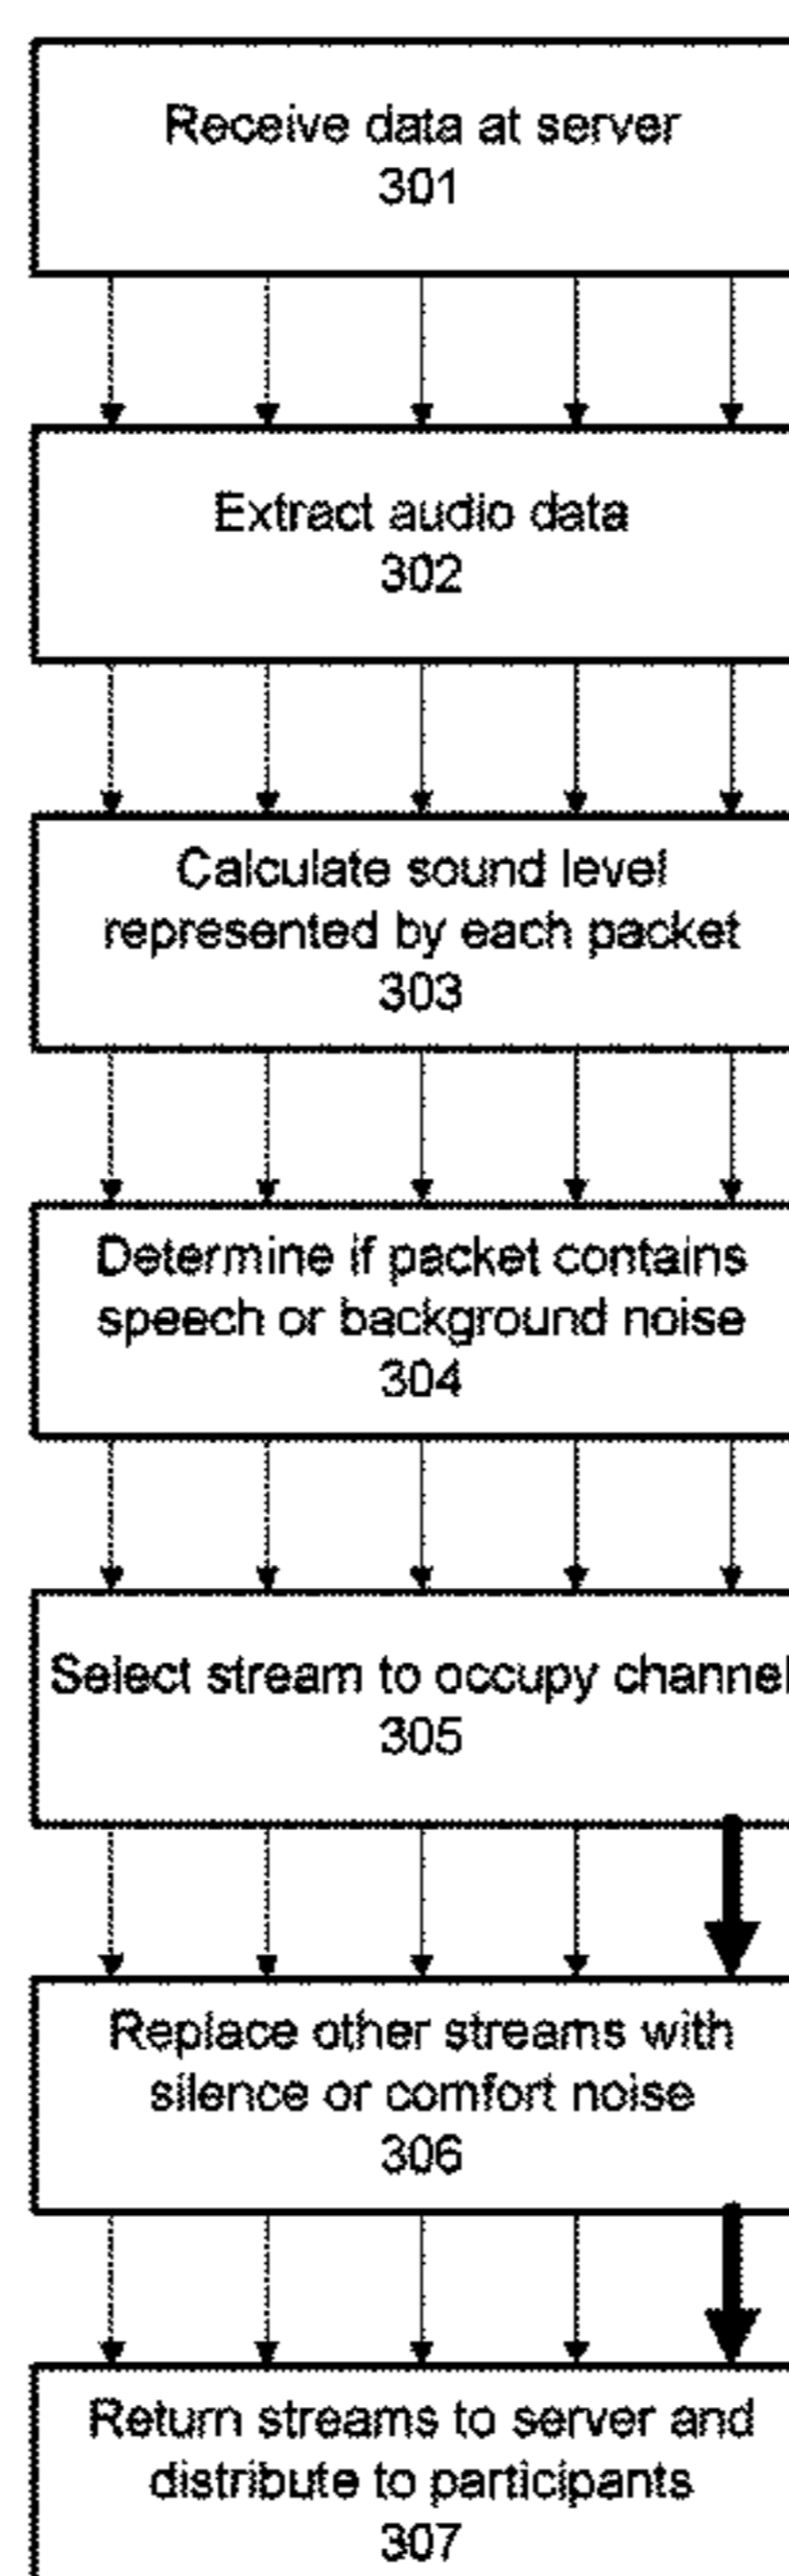 Receive data at server
301
Extract audio data
302
Calculate sound level
represented by each packet
303
Determine if packet contains
speech or background noise
304
Select stream to occupy channel
305
Replace other streams with
silence or comfort noise
306
Return streams to server and
distribute to participants
307